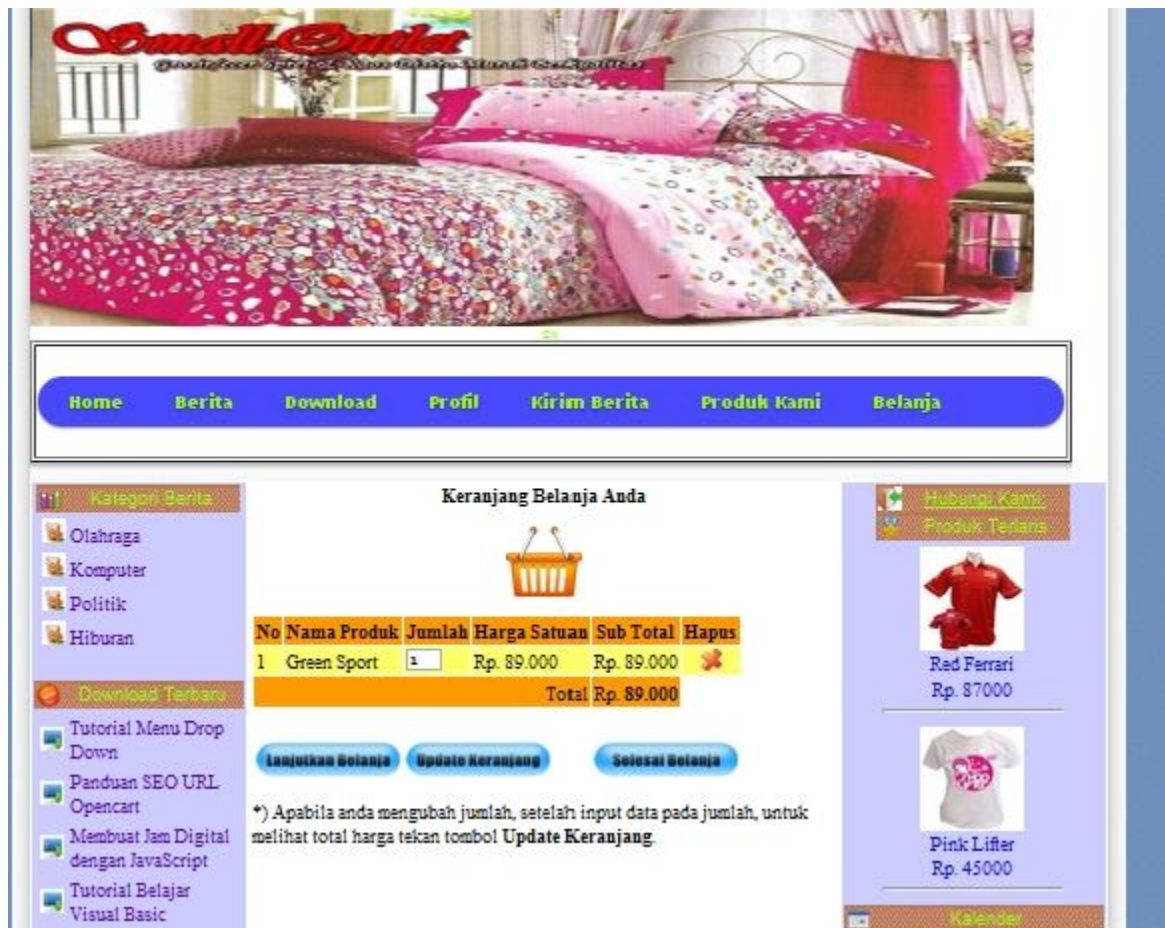 Small-Outlet
Home Berita Download Profil Kirim Berita Produk Kami Belanja
Kategori Berita
Olahraga
Komputer
Politik
Hiburan
Download Terbaru
Tutorial Menu Drop
Down
Panduan SEO URL
Opencart
Membuat Jam Digital
dengan JavaScript
Tutorial Belajar
Visual Basic
Keranjang Belanja Anda
No Nama Produk Jumlah Harga Satuan Sub Total Hapus
1 Green Sport 1 Rp. 89.000 Rp. 89.000
Total Rp. 89.000
Lanjutkan Belanja Update Keranjang Selesai Belanja
*) Apabila anda mengubah jumlah, setelah input data pada jumlah, untuk
melihat total harga tekan tombol Update Keranjang.
Hubungi Kami
Produk Terlaris
Red Ferrari
Rp. 87000
Pink Lifter
Rp. 45000
Kalender